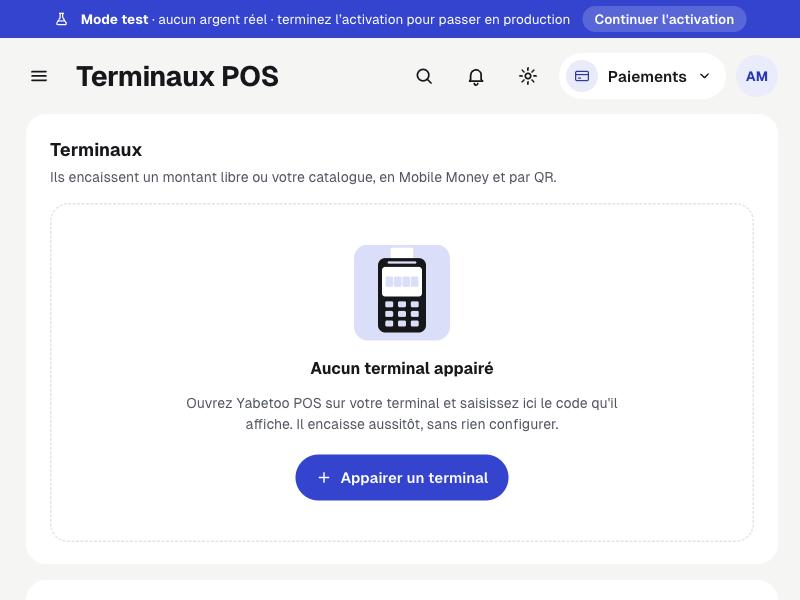 Mode test · aucun argent réel · terminez l'activation pour passer en production
Continuer l'activation
Terminaux POS
Paiements
AM
Terminaux
Ils encaissent un montant libre ou votre catalogue, en Mobile Money et par QR.
Aucun terminal appairé
Ouvrez Yabetoo POS sur votre terminal et saisissez ici le code qu'il
affiche. Il encaisse aussitôt, sans rien configurer.
Appairer un terminal